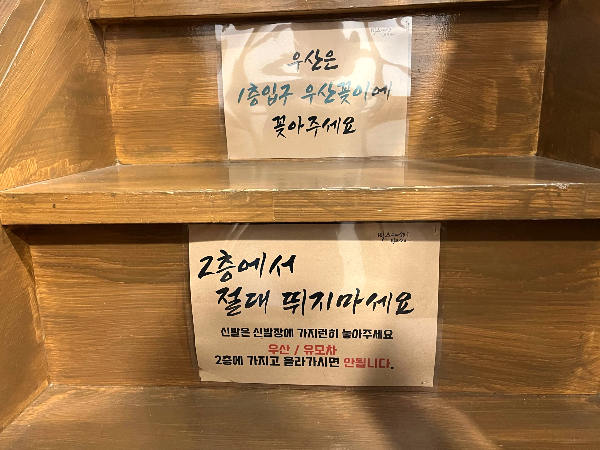 우산은
1층입구 우산꽂이에
꽂아주세요
2층에서
절대 뛰지마세요
신발은 신발장에 가지런히 놓아주세요
우산 / 유모차
2층에 가지고 올라가시면 안됩니다.